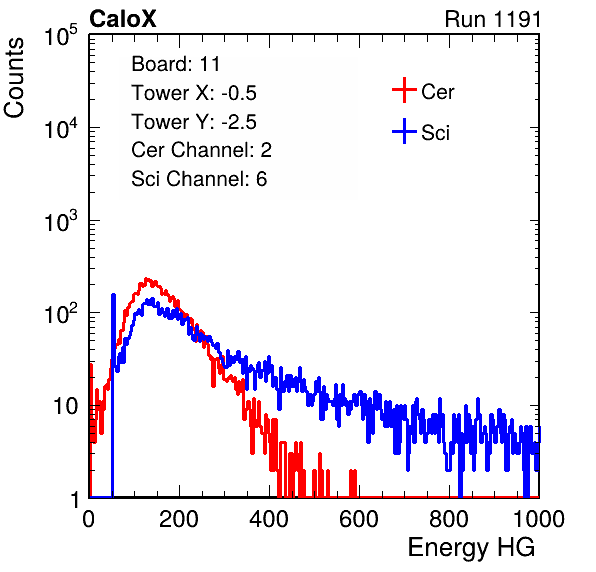 CaloX Run 1191
Counts
10^5
10^4
10^3
10^2
10
1
Board: 11
Tower X: -0.5
Tower Y: -2.5
Cer Channel: 2
Sci Channel: 6
Cer
Sci
0 200 400 600 800 1000
Energy HG